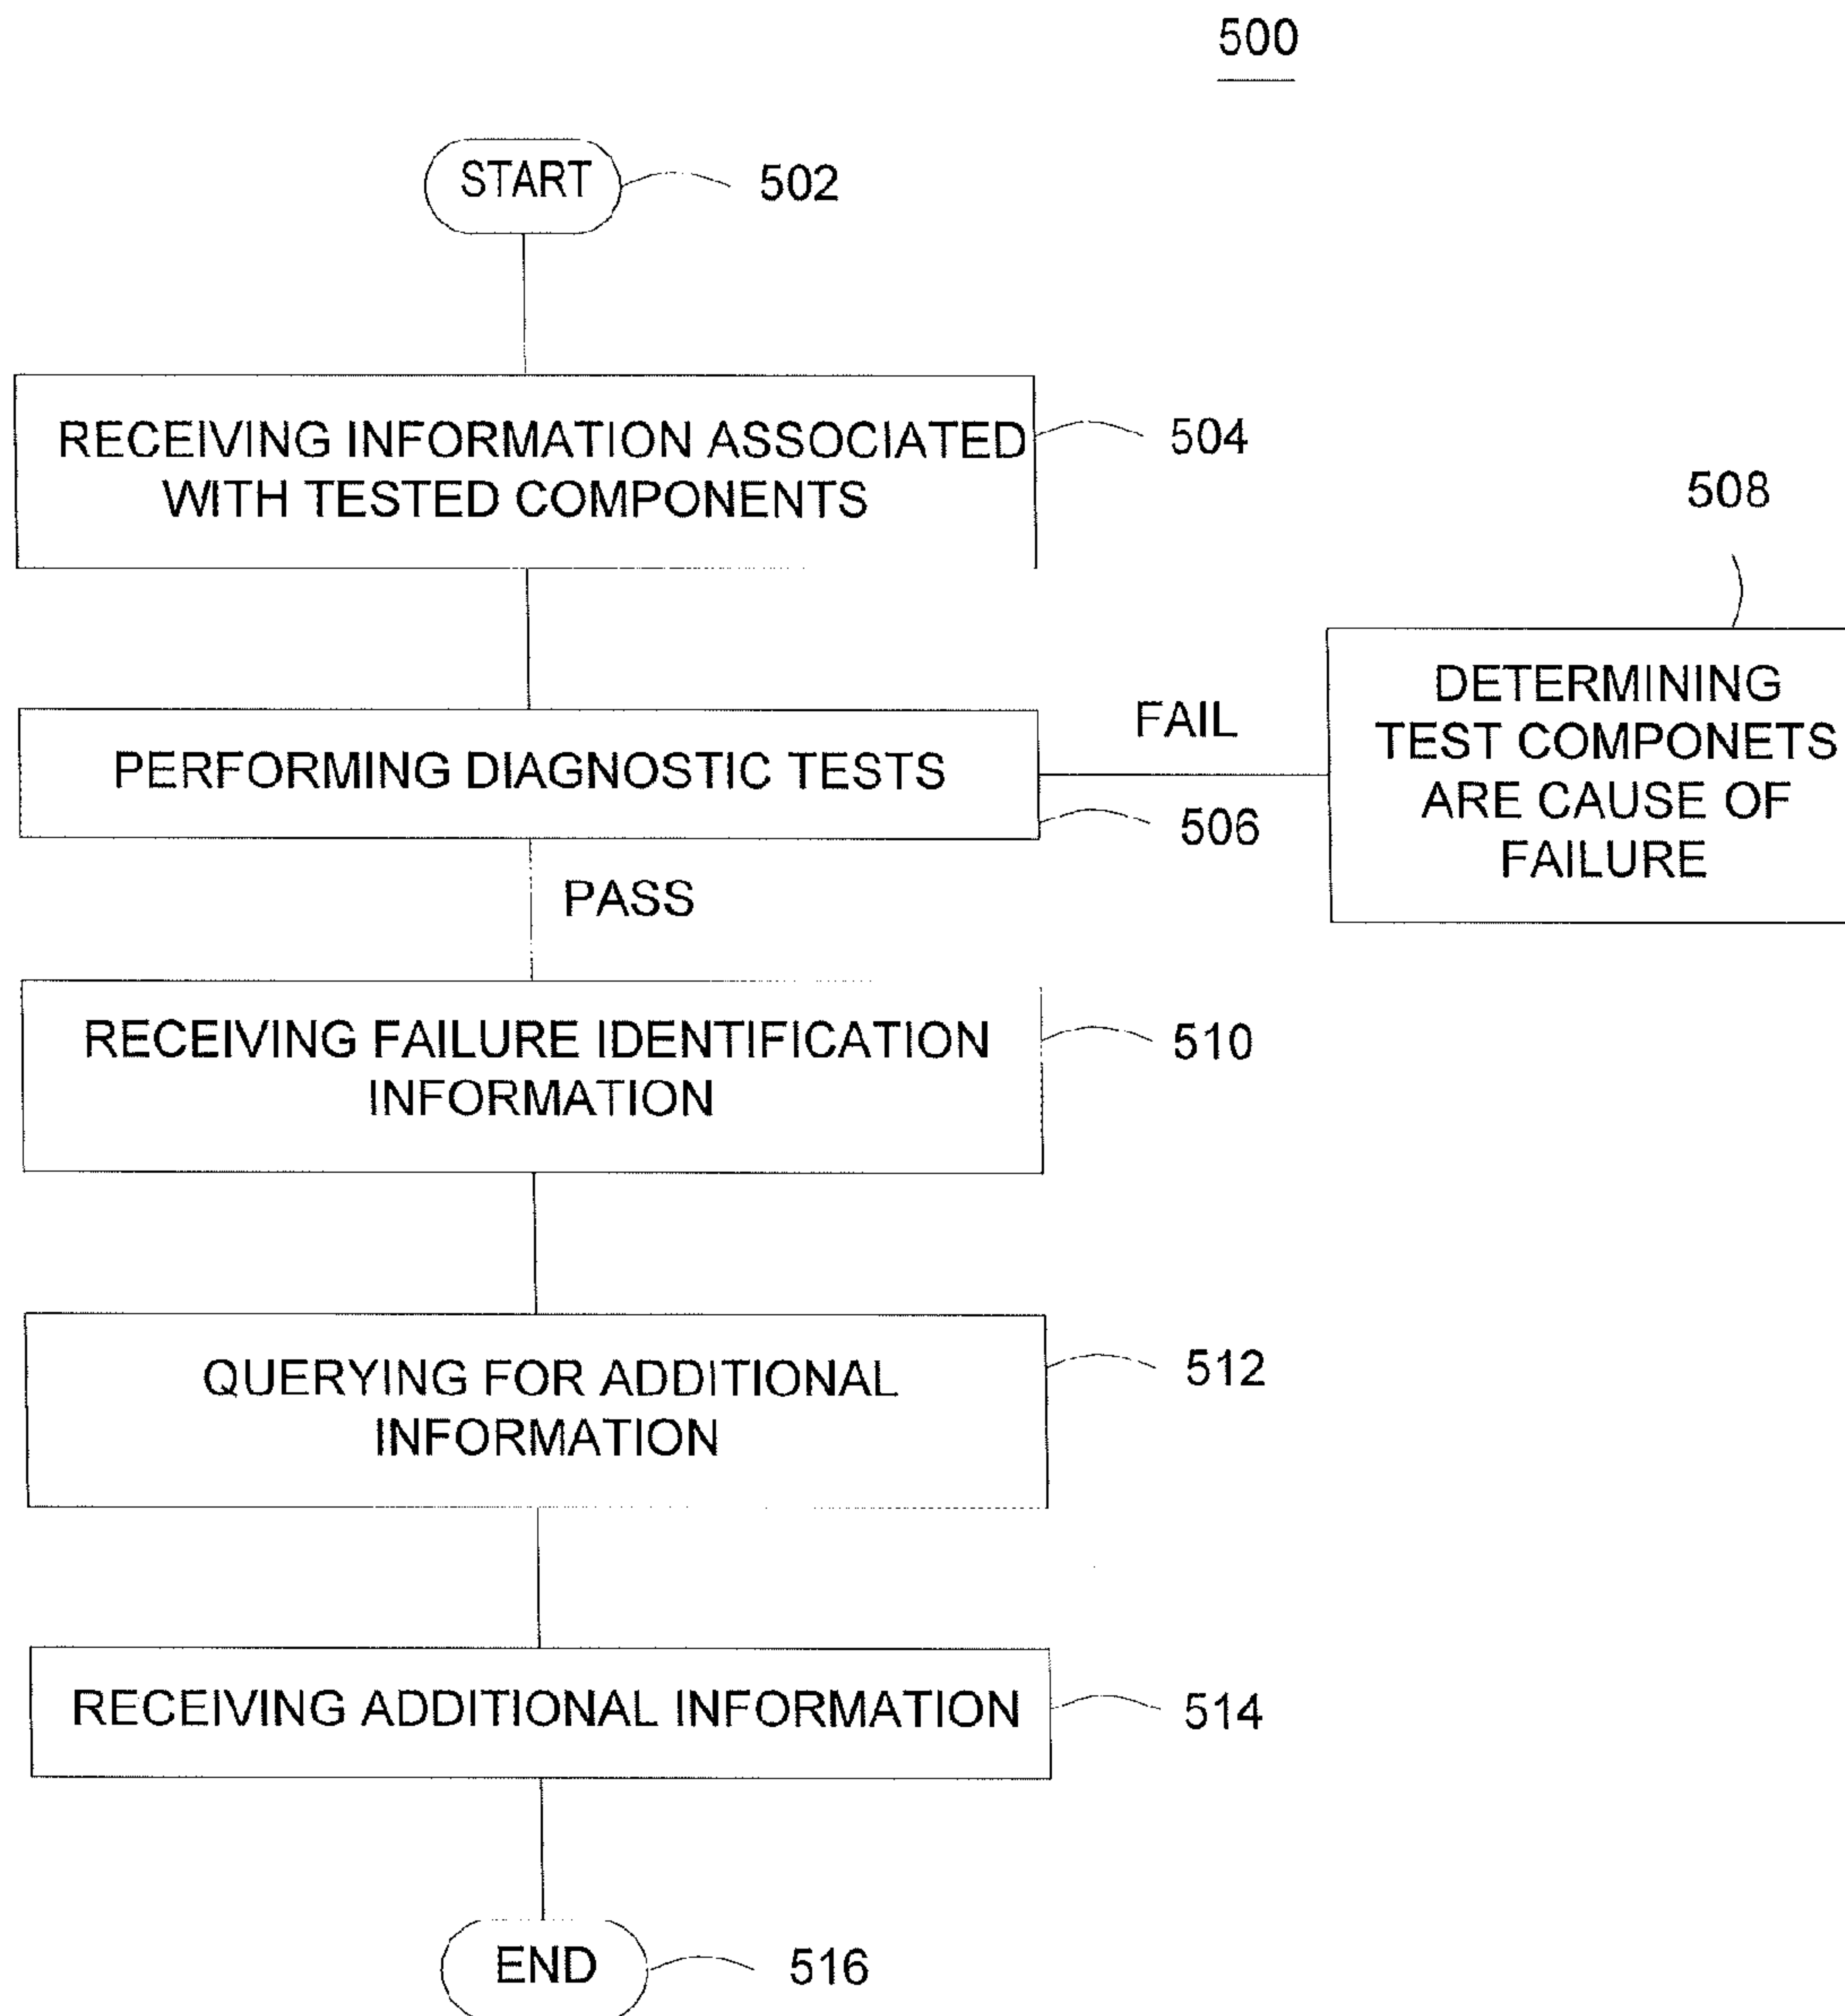 500
START
502
RECEIVING INFORMATION ASSOCIATED
WITH TESTED COMPONENTS
504
508
DETERMINING
TEST COMPONETS
ARE CAUSE OF
FAILURE
FAIL
PERFORMING DIAGNOSTIC TESTS
506
PASS
RECEIVING FAILURE IDENTIFICATION
INFORMATION
510
QUERYING FOR ADDITIONAL
INFORMATION
512
RECEIVING ADDITIONAL INFORMATION
514
END
516